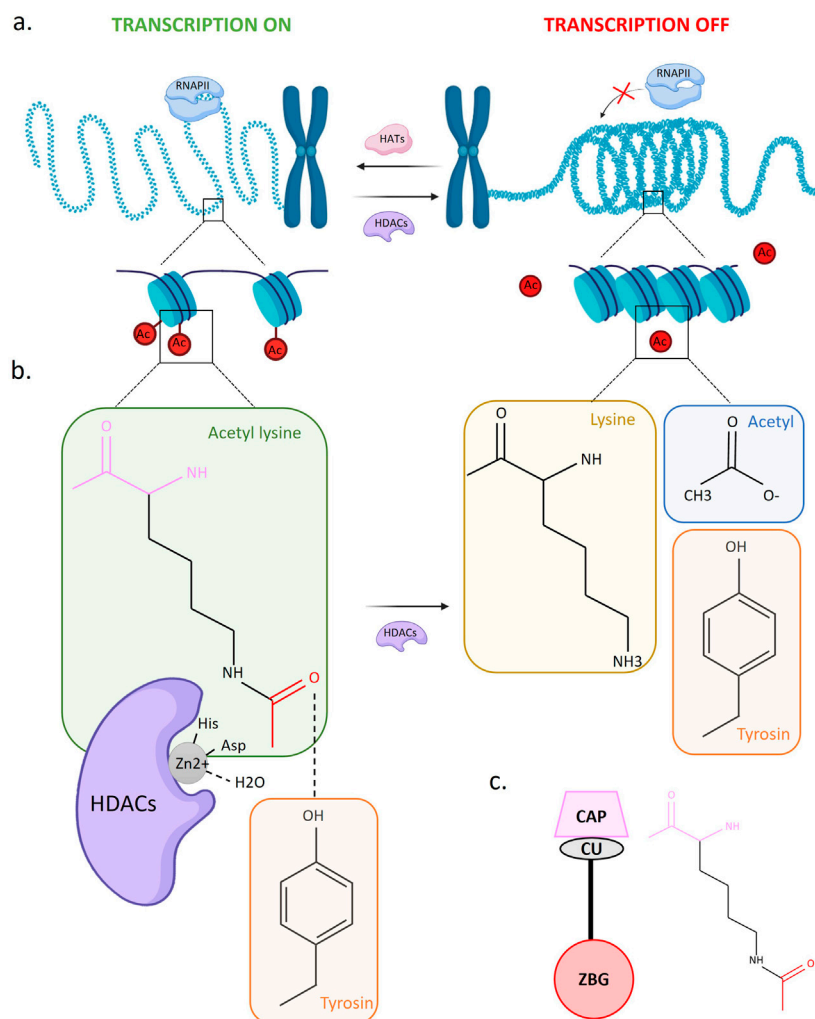 a.
TRANSCRIPTION ON
TRANSCRIPTION OFF
RNAPII
RNAPII
HATs
HDACs
Ac
Ac
Ac
Ac
Ac
Ac
b.
Acetyl lysine
O
NH
NH
O
His
Asp
Zn2+
H2O
HDACs
OH
Tyrosin
HDACs
Lysine
O
NH
NH3
Acetyl
O
CH3
O-
OH
Tyrosin
c.
CAP
CU
ZBG
O
NH
NH
O